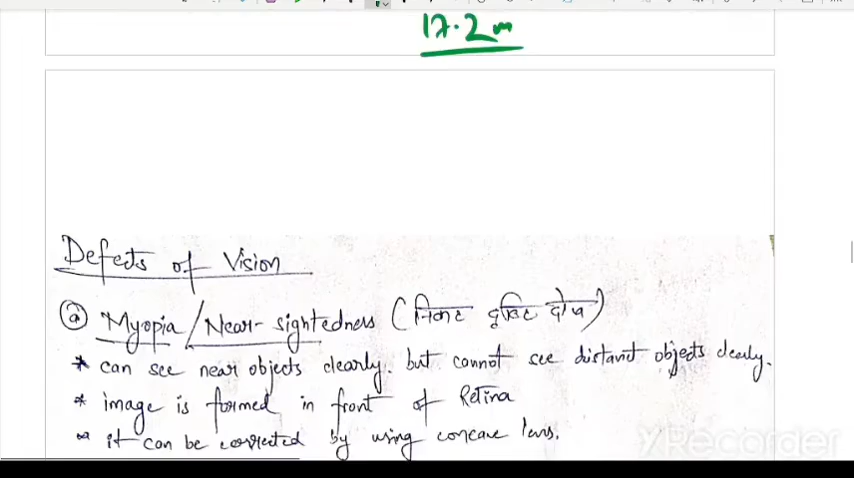 17.2m
Defects of Vision
ⓐ Myopia / Near-sightedness (निकट दृष्टि दोष)
* can see near objects clearly. but cannot see distant objects clearly.
* image is formed in front of Retina
* it can be corrected by using concave lens.
XRecorder